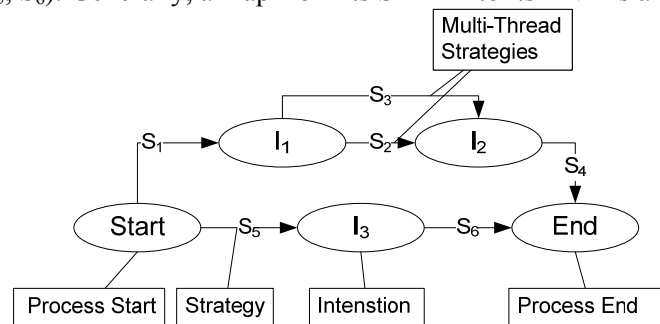 Multi-Thread
Strategies
S3
S1
I1
S2
I2
S4
Start
S5
I3
S6
End
Process Start
Strategy
Intenstion
Process End